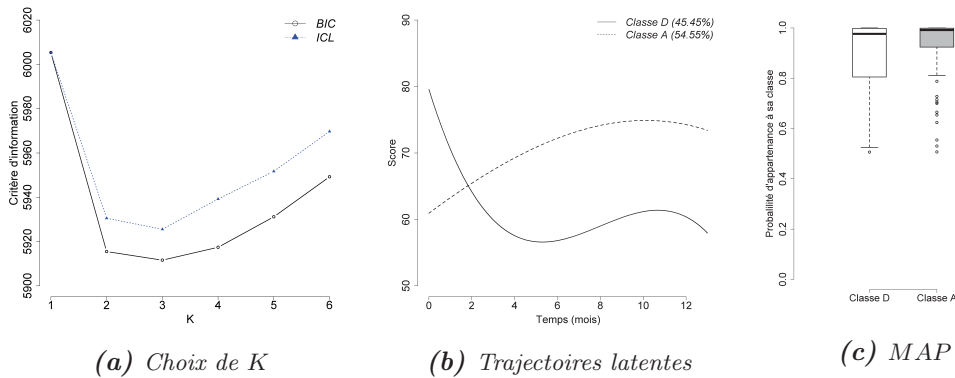 Critère d'information
6020
6000
5980
5960
5940
5920
5900
BIC
ICL
1 2 3 4 5 6
K
(a) Choix de K
Score
90
80
70
60
50
Classe D (45.45%)
Classe A (54.55%)
0 2 4 6 8 10 12
Temps (mois)
(b) Trajectoires latentes
Probabilité d'appartenance à sa classe
1.0
0.8
0.6
0.4
0.2
0.0
Classe D Classe A
(c) MAP